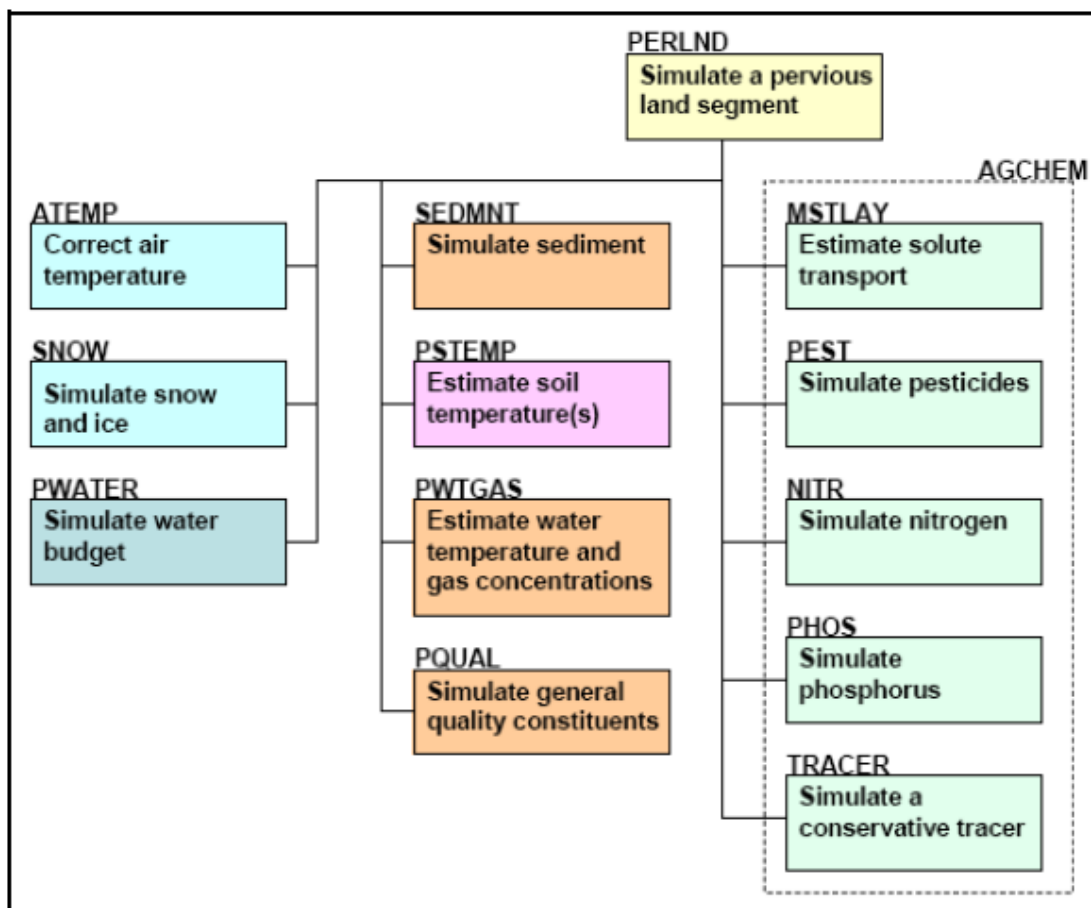 PERLND
Simulate a pervious
land segment
AGCHEM
ATEMP
Correct air
temperature
SNOW
Simulate snow
and ice
PWATER
Simulate water
budget
SEDMNT
Simulate sediment
PSTEMP
Estimate soil
temperature(s)
PWTGAS
Estimate water
temperature and
gas concentrations
PQUAL
Simulate general
quality constituents
MSTLAY
Estimate solute
transport
PEST
Simulate pesticides
NITR
Simulate nitrogen
PHOS
Simulate
phosphorus
TRACER
Simulate a
conservative tracer